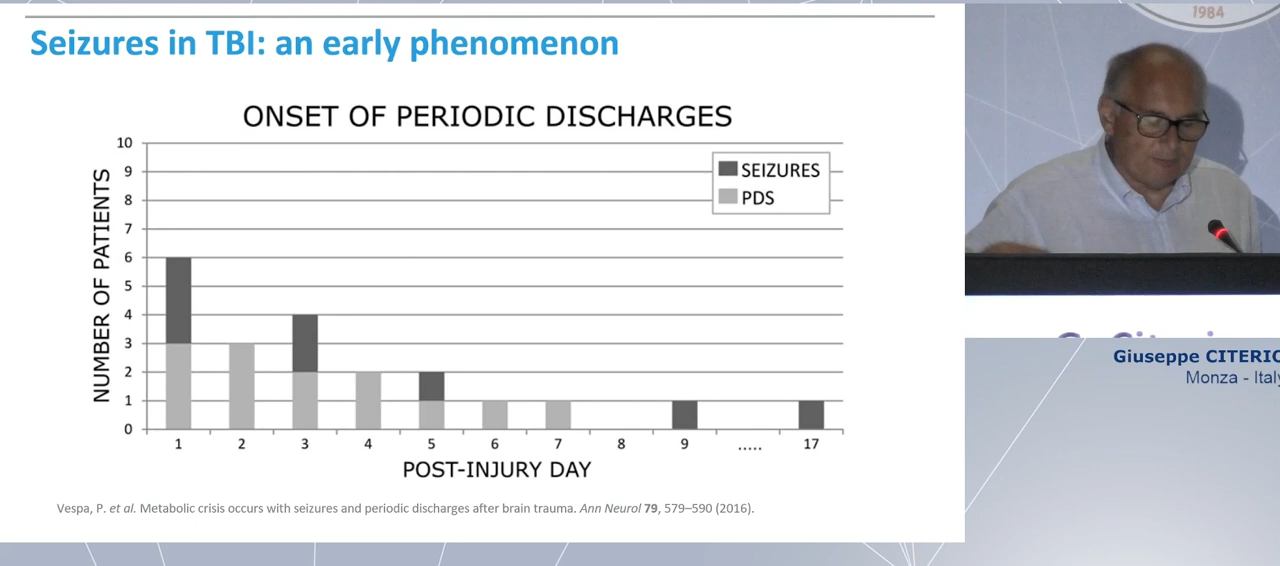 Seizures in TBI: an early phenomenon
ONSET OF PERIODIC DISCHARGES
NUMBER OF PATIENTS
10
9
8
7
6
5
4
3
2
1
0
SEIZURES
PDS
1 2 3 4 5 6 7 8 9 ..... 17
POST-INJURY DAY
Vespa, P. et al. Metabolic crisis occurs with seizures and periodic discharges after brain trauma. Ann Neurol 79, 579–590 (2016).
1984
Giuseppe CITERIO
Monza - Italy